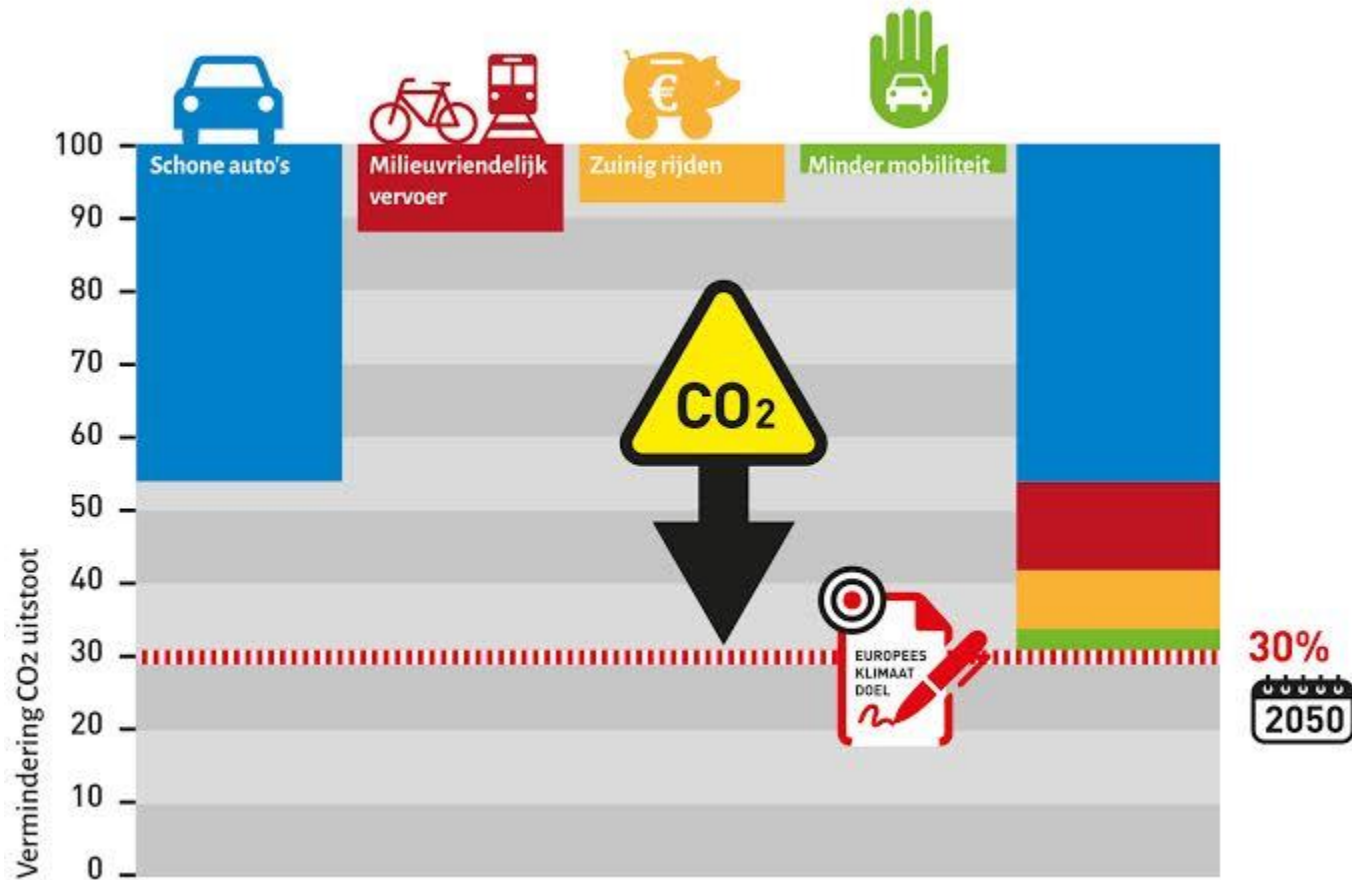 100
90
80
70
60
50
40
30
20
10
0
Vermindering CO2 uitstoot
Schone auto's
Milieuvriendelijk
vervoer
€
Zuinig rijden
Minder mobiliteit
CO2
EUROPEES
KLIMAAT
DOEL
30%
2050